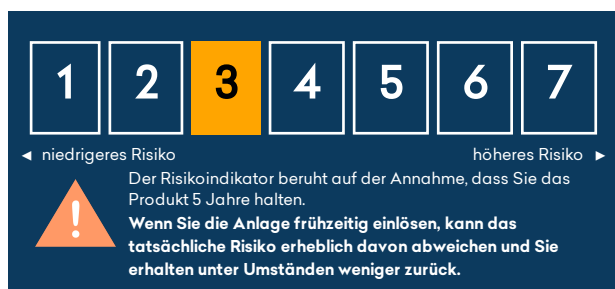 1 2 3 4 5 6 7
◄ niedrigeres Risiko höheres Risiko ►
Der Risikoindikator beruht auf der Annahme, dass Sie das
Produkt 5 Jahre halten.
Wenn Sie die Anlage frühzeitig einlösen, kann das
tatsächliche Risiko erheblich davon abweichen und Sie
erhalten unter Umständen weniger zurück.